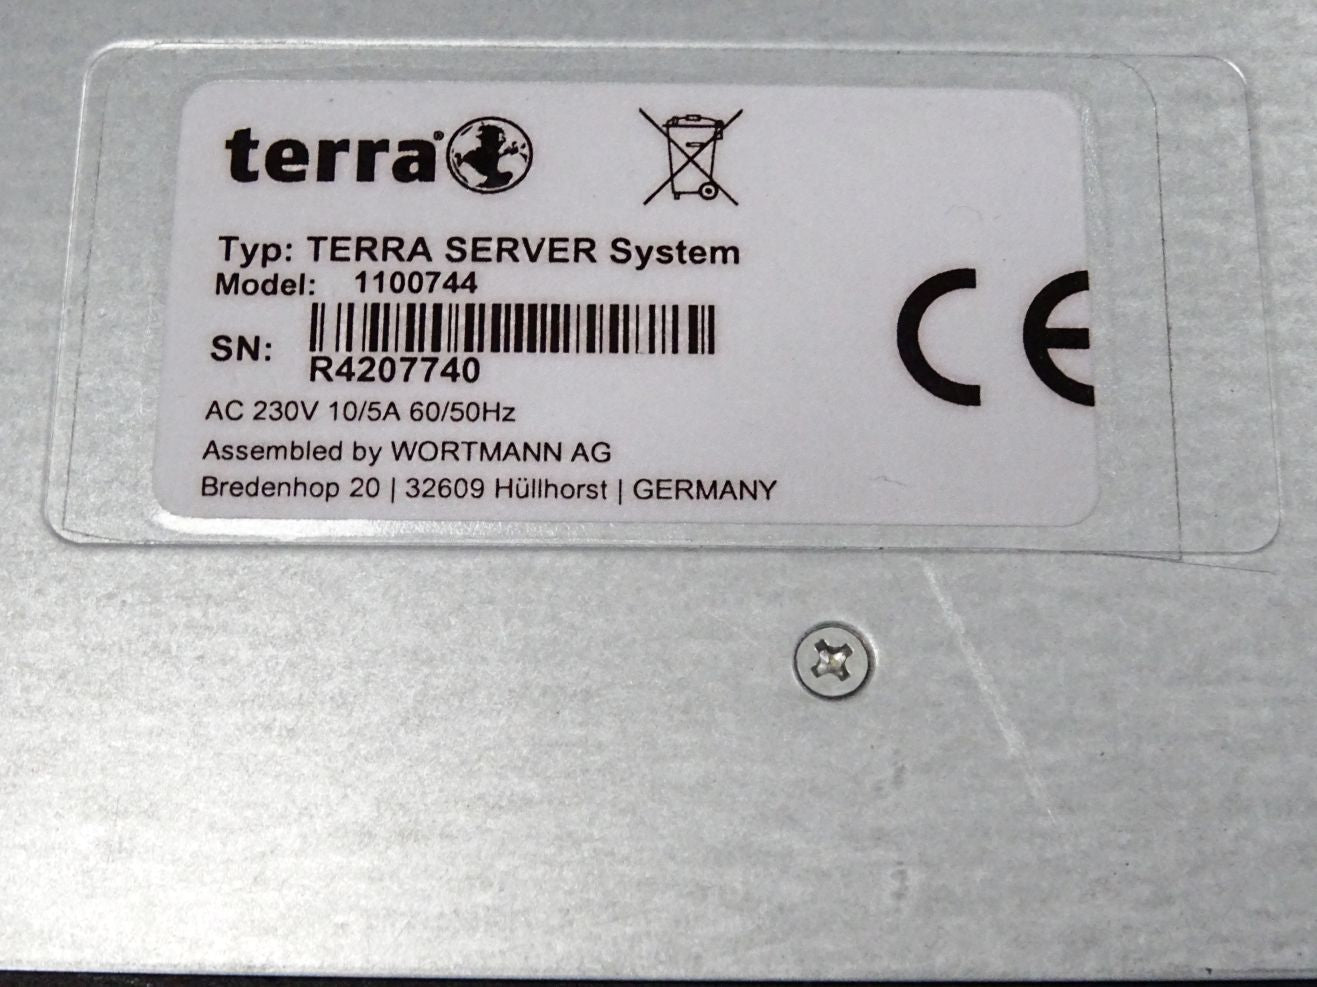 terra®
Typ: TERRA SERVER System
Model: 1100744
SN:
R4207740
AC 230V 10/5A 60/50Hz
Assembled by WORTMANN AG
Bredenhop 20 | 32609 Hüllhorst | GERMANY
CE